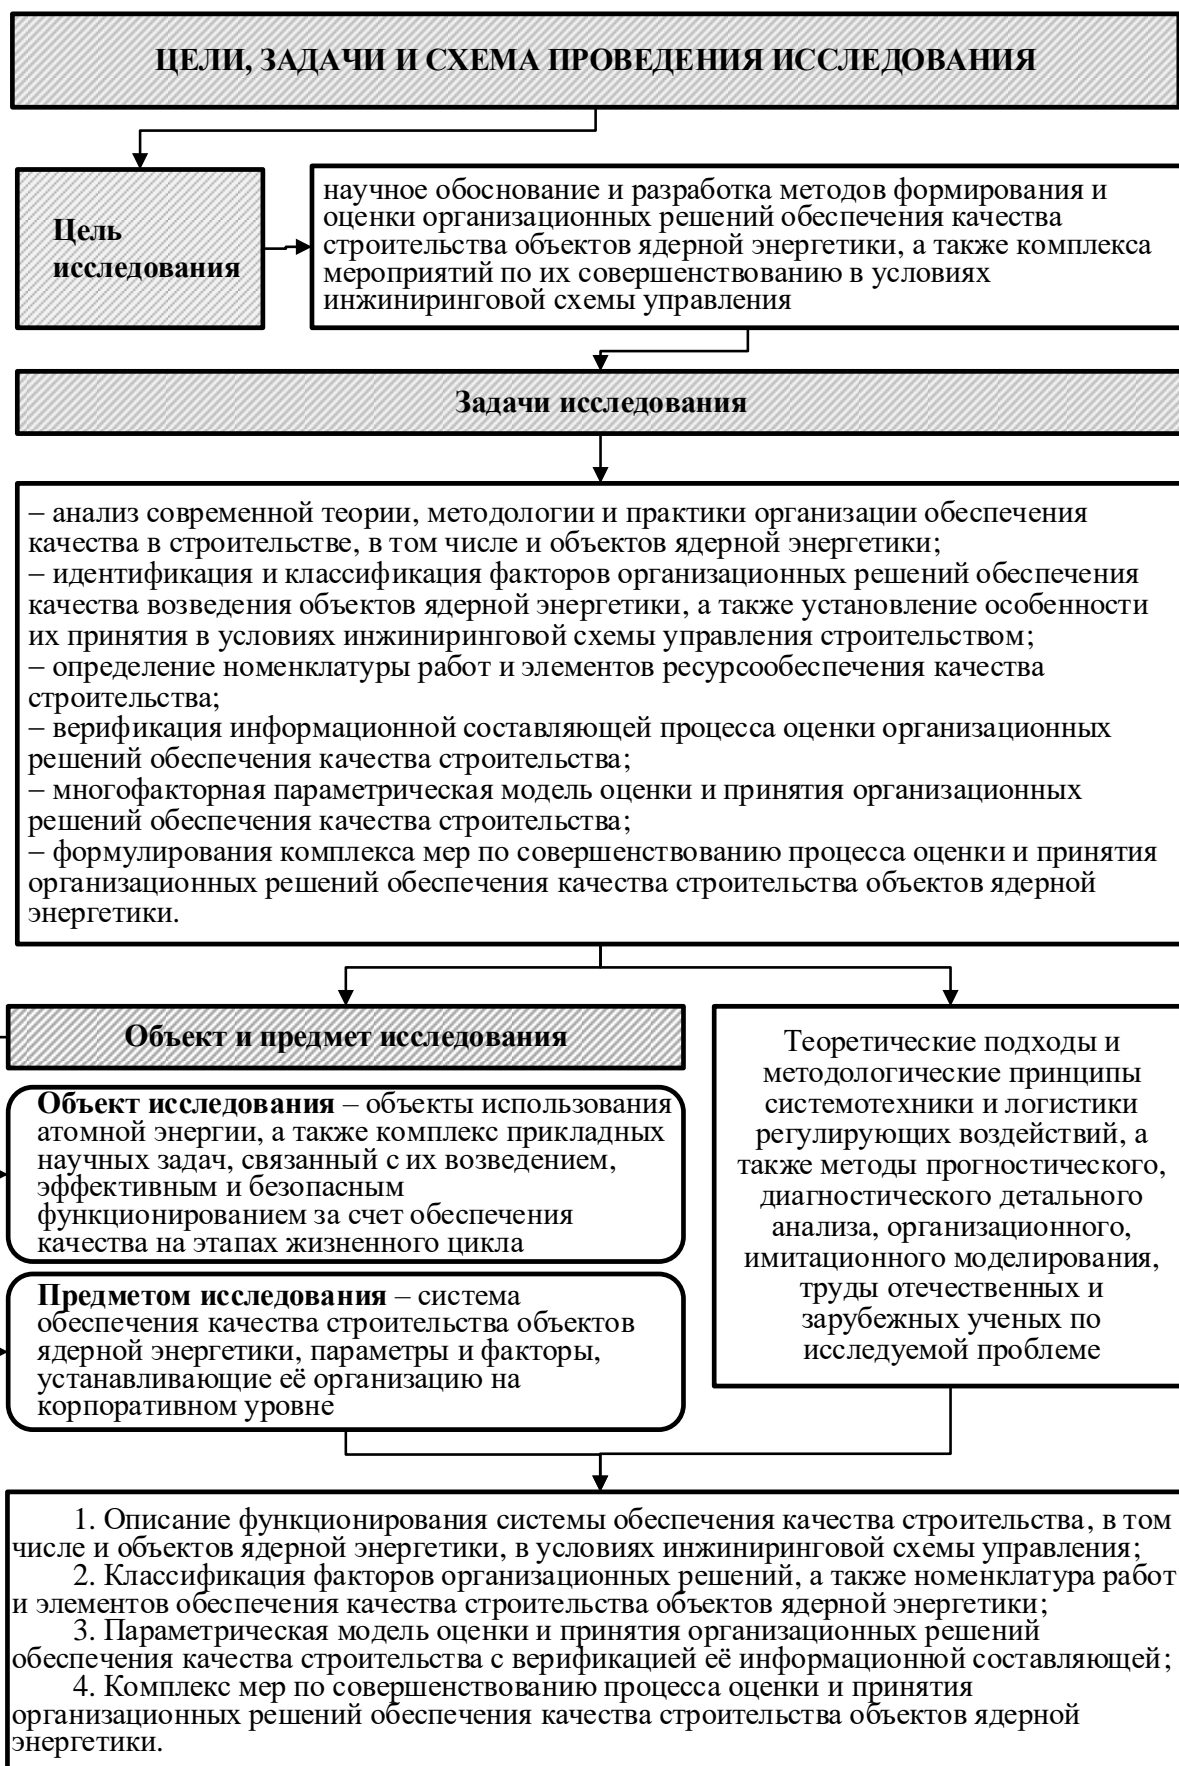 ЦЕЛИ, ЗАДАЧИ И СХЕМА ПРОВЕДЕНИЯ ИССЛЕДОВАНИЯ
Цель
исследования
научное обоснование и разработка методов формирования и
оценки организационных решений обеспечения качества
строительства объектов ядерной энергетики, а также комплекса
мероприятий по их совершенствованию в условиях
инжиниринговой схемы управления
Задачи исследования
– анализ современной теории, методологии и практики организации обеспечения
качества в строительстве, в том числе и объектов ядерной энергетики;
– идентификация и классификация факторов организационных решений обеспечения
качества возведения объектов ядерной энергетики, а также установление особенности
их принятия в условиях инжиниринговой схемы управления строительством;
– определение номенклатуры работ и элементов ресурсообеспечения качества
строительства;
– верификация информационной составляющей процесса оценки организационных
решений обеспечения качества строительства;
– многофакторная параметрическая модель оценки и принятия организационных
решений обеспечения качества строительства;
– формулирования комплекса мер по совершенствованию процесса оценки и принятия
организационных решений обеспечения качества строительства объектов ядерной
энергетики.
Объект и предмет исследования
Объект исследования – объекты использования
атомной энергии, а также комплекс прикладных
научных задач, связанный с их возведением,
эффективным и безопасным
функционированием за счет обеспечения
качества на этапах жизненного цикла
Предметом исследования – система
обеспечения качества строительства объектов
ядерной энергетики, параметры и факторы,
устанавливающие её организацию на
корпоративном уровне
Теоретические подходы и
методологические принципы
системотехники и логистики
регулирующих воздействий, а
также методы прогностического,
диагностического детального
анализа, организационного,
имитационного моделирования,
труды отечественных и
зарубежных ученых по
исследуемой проблеме
1. Описание функционирования системы обеспечения качества строительства, в том
числе и объектов ядерной энергетики, в условиях инжиниринговой схемы управления;
2. Классификация факторов организационных решений, а также номенклатура работ
и элементов обеспечения качества строительства объектов ядерной энергетики;
3. Параметрическая модель оценки и принятия организационных решений
обеспечения качества строительства с верификацией её информационной составляющей;
4. Комплекс мер по совершенствованию процесса оценки и принятия
организационных решений обеспечения качества строительства объектов ядерной
энергетики.